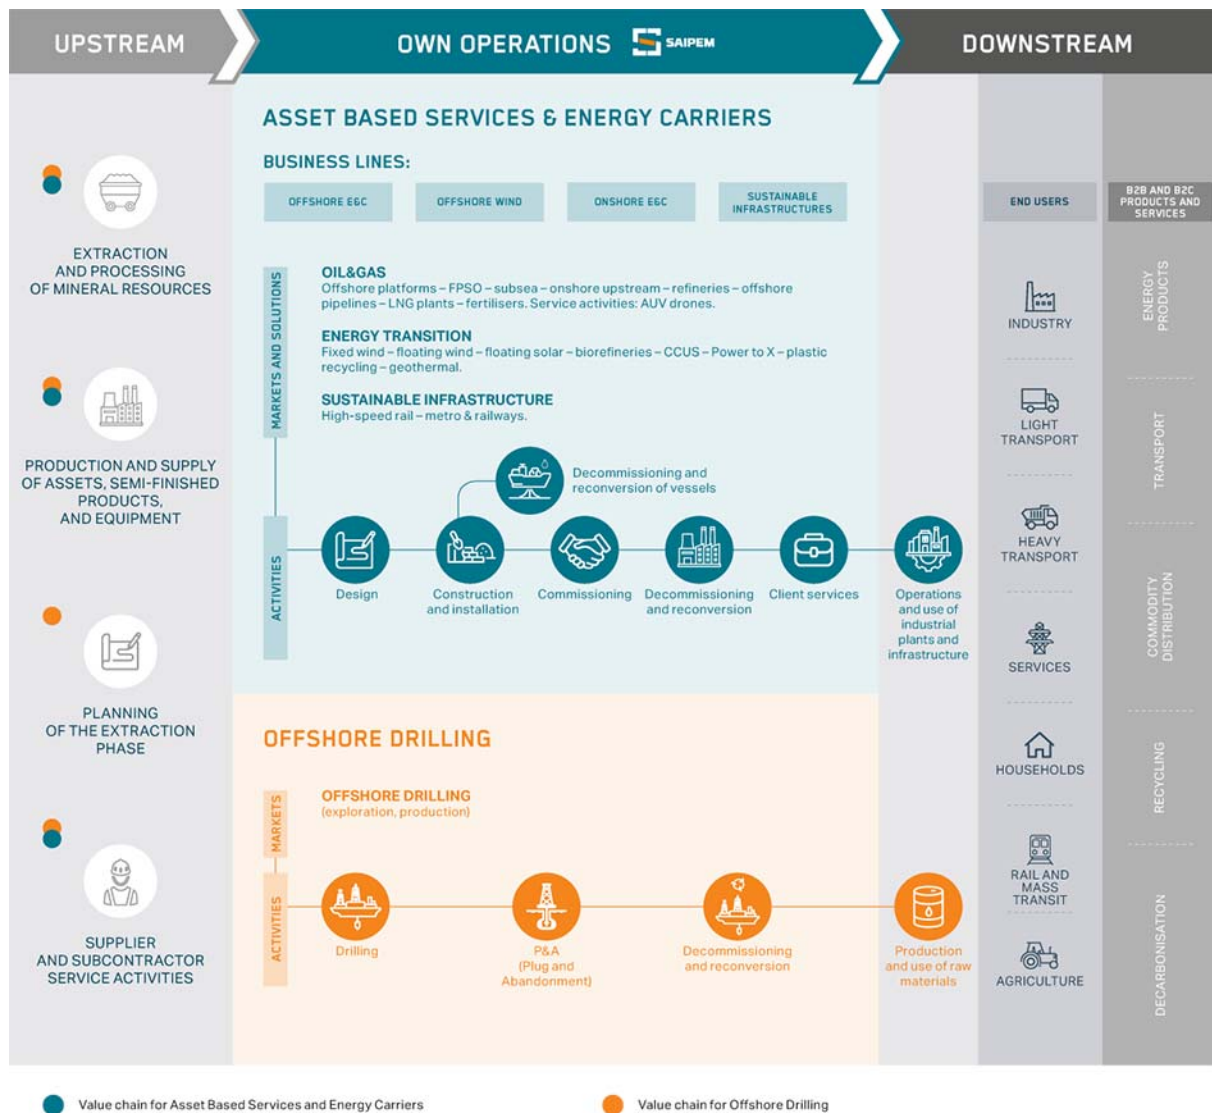 UPSTREAM
OWN OPERATIONS SAIPEM
DOWNSTREAM
EXTRACTION
AND PROCESSING
OF MINERAL RESOURCES
PRODUCTION AND SUPPLY
OF ASSETS, SEMI-FINISHED
PRODUCTS,
AND EQUIPMENT
PLANNING
OF THE EXTRACTION
PHASE
SUPPLIER
AND SUBCONTRACTOR
SERVICE ACTIVITIES
ASSET BASED SERVICES & ENERGY CARRIERS
BUSINESS LINES:
OFFSHORE E&C
OFFSHORE WIND
ONSHORE E&C
SUSTAINABLE
INFRASTRUCTURES
MARKETS AND SOLUTIONS
OIL&GAS
Offshore platforms – FPSO – subsea – onshore upstream – refineries – offshore
pipelines – LNG plants – fertilisers. Service activities: AUV drones.
ENERGY TRANSITION
Fixed wind – floating wind – floating solar – biorefineries – CCUS – Power to X – plastic
recycling – geothermal.
SUSTAINABLE INFRASTRUCTURE
High-speed rail – metro & railways.
Decommissioning and
reconversion of vessels
ACTIVITIES
Design
Construction
and installation
Commissioning
Decommissioning
and reconversion
Client services
Operations
and use of
industrial
plants and
infrastructure
OFFSHORE DRILLING
MARKETS
OFFSHORE DRILLING
(exploration, production)
ACTIVITIES
Drilling
P&A
(Plug and
Abandonment)
Decommissioning
and reconversion
Production
and use of raw
materials
END USERS
INDUSTRY
LIGHT
TRANSPORT
HEAVY
TRANSPORT
SERVICES
HOUSEHOLDS
RAIL AND
MASS
TRANSIT
AGRICULTURE
B2B AND B2C
PRODUCTS AND
SERVICES
ENERGY
PRODUCTS
TRANSPORT
COMMODITY
DISTRIBUTION
RECYCLING
DECARBONISATION
Value chain for Asset Based Services and Energy Carriers
Value chain for Offshore Drilling